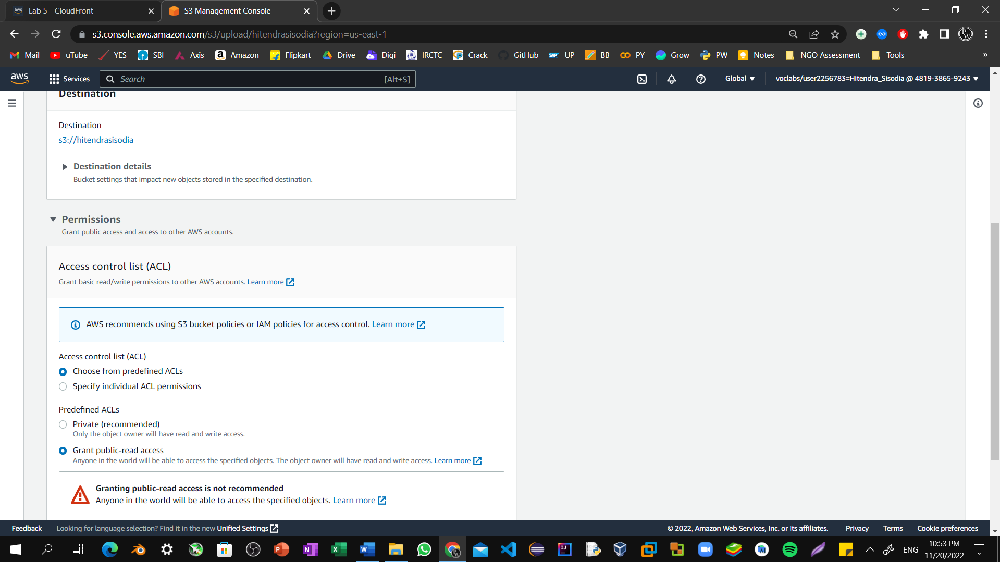 Lab 5 - CloudFront
S3 Management Console
s3.console.aws.amazon.com/s3/upload/hitendrasisodia?region=us-east-1
Mail
uTube
YES
SBI
Axis
Amazon
Flipkart
Drive
Digi
IRCTC
Crack
GitHub
UP
BB
PY
Grow
PW
Notes
NGO Assessment
Tools
»
aws
Services
Search
[Alt+S]
Global
voclabs/user2256783=Hitendra_Sisodia @ 4819-3865-9243
Destination
Destination
s3://hitendrasisodia
Destination details
Bucket settings that impact new objects stored in the specified destination.
Permissions
Grant public access and access to other AWS accounts.
Access control list (ACL)
Grant basic read/write permissions to other AWS accounts. Learn more
AWS recommends using S3 bucket policies or IAM policies for access control. Learn more
Access control list (ACL)
Choose from predefined ACLs
Specify individual ACL permissions
Predefined ACLs
Private (recommended)
Only the object owner will have read and write access.
Grant public-read access
Anyone in the world will be able to access the specified objects. The object owner will have read and write access. Learn more
Granting public-read access is not recommended
Anyone in the world will be able to access the specified objects. Learn more
Feedback
Looking for language selection? Find it in the new Unified Settings
© 2022, Amazon Web Services, Inc. or its affiliates.
Privacy
Terms
Cookie preferences
ENG
10:53 PM
11/20/2022